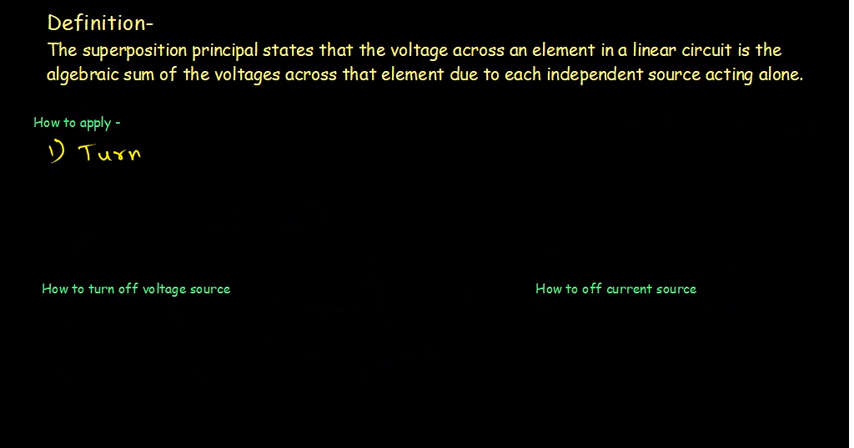 Definition-
The superposition principal states that the voltage across an element in a linear circuit is the
algebraic sum of the voltages across that element due to each independent source acting alone.
How to apply -
1) Turn
How to turn off voltage source
How to off current source